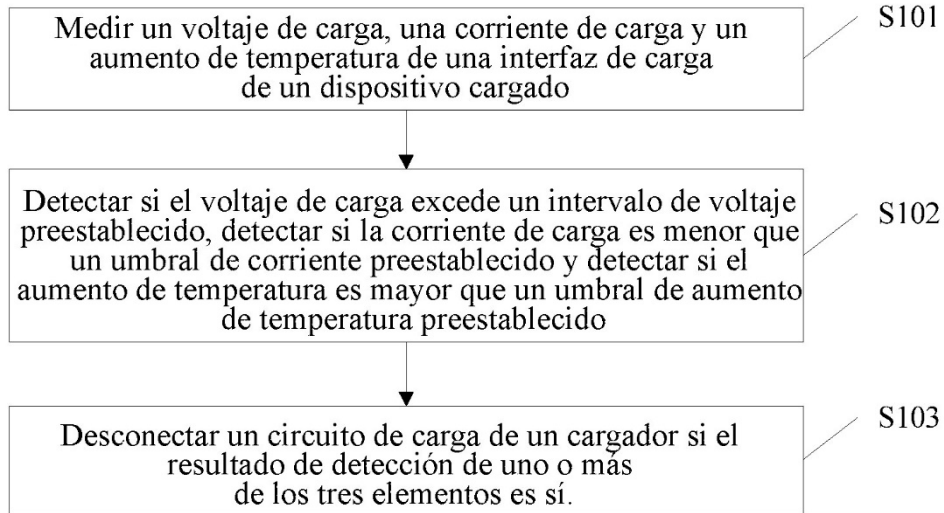 Medir un voltaje de carga, una corriente de carga y un
aumento de temperatura de una interfaz de carga
de un dispositivo cargado
S101
Detectar si el voltaje de carga excede un intervalo de voltaje
preestablecido, detectar si la corriente de carga es menor que
un umbral de corriente preestablecido y detectar si el
aumento de temperatura es mayor que un umbral de aumento
de temperatura preestablecido
S102
Desconectar un circuito de carga de un cargador si el
resultado de detección de uno o más
de los tres elementos es sí.
S103